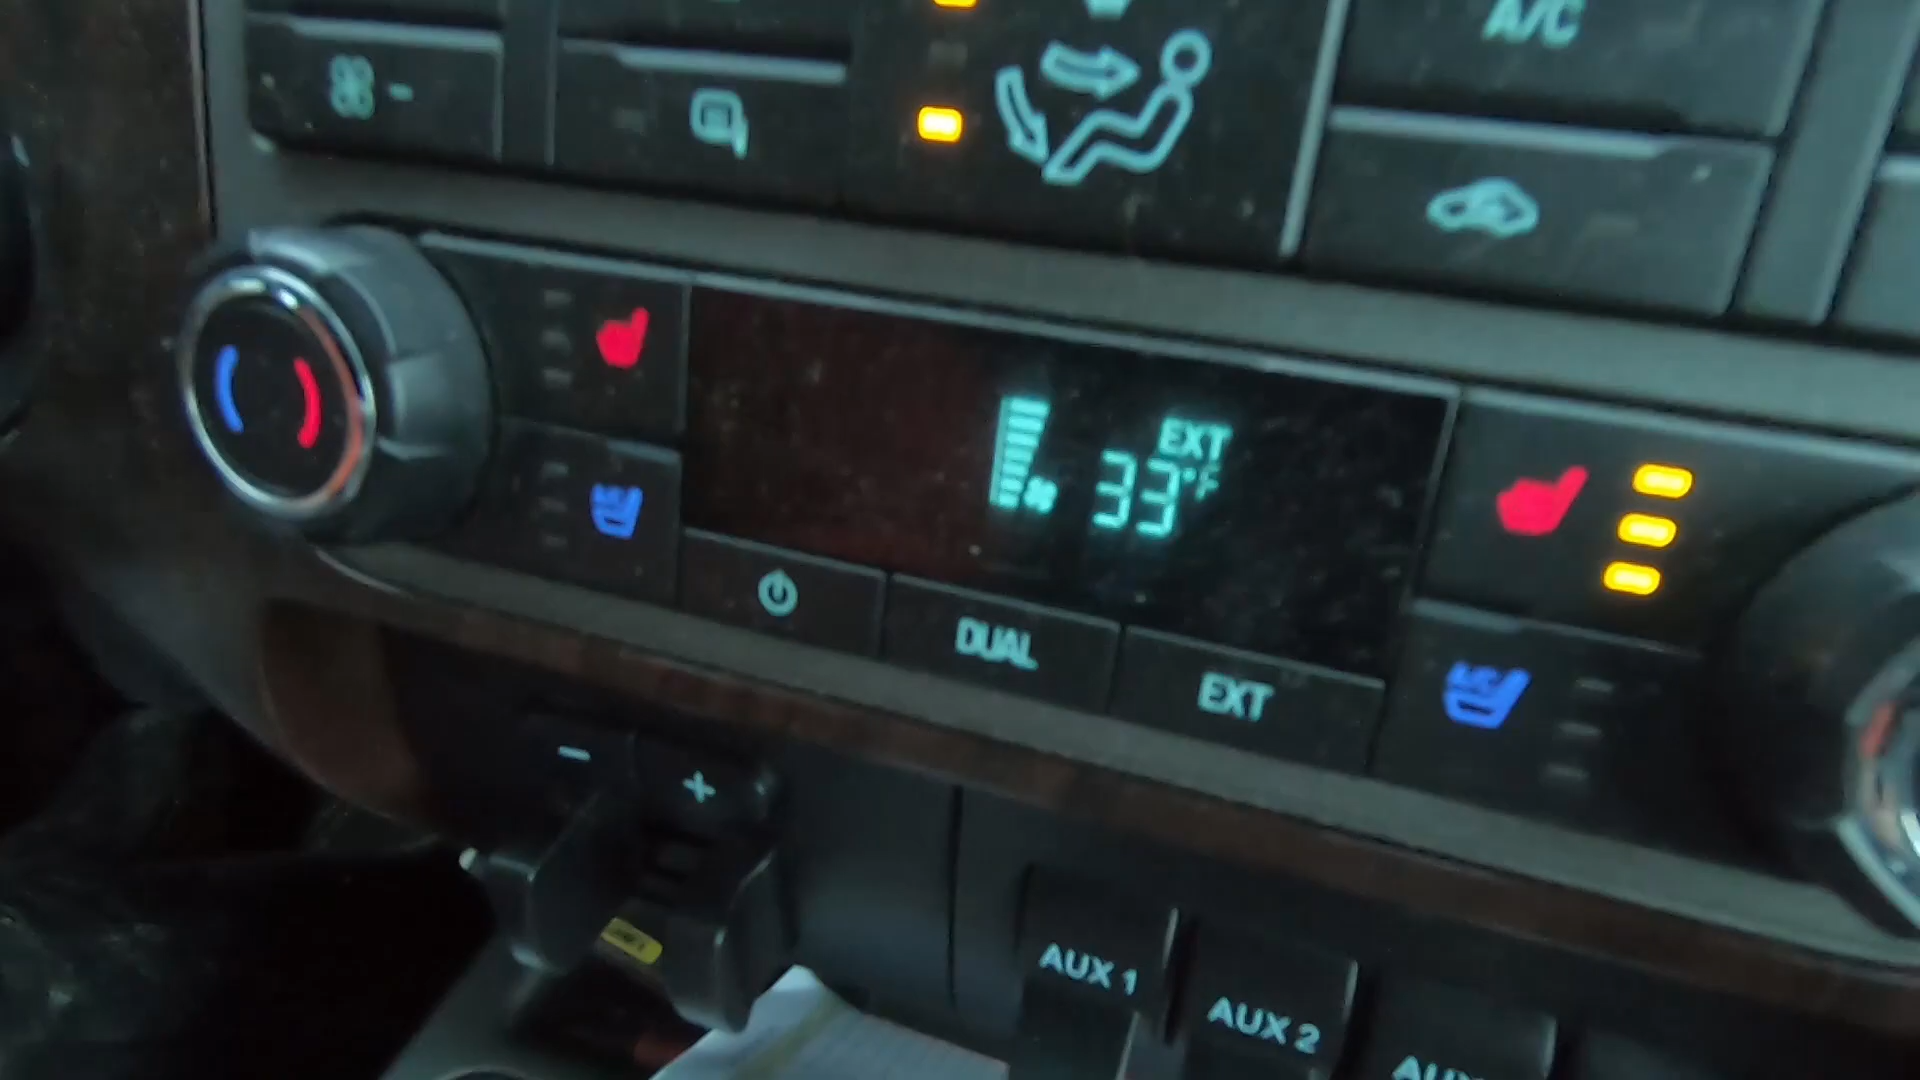 A/C
EXT
33°F
DUAL
EXT
- +
AUX 1
AUX 2